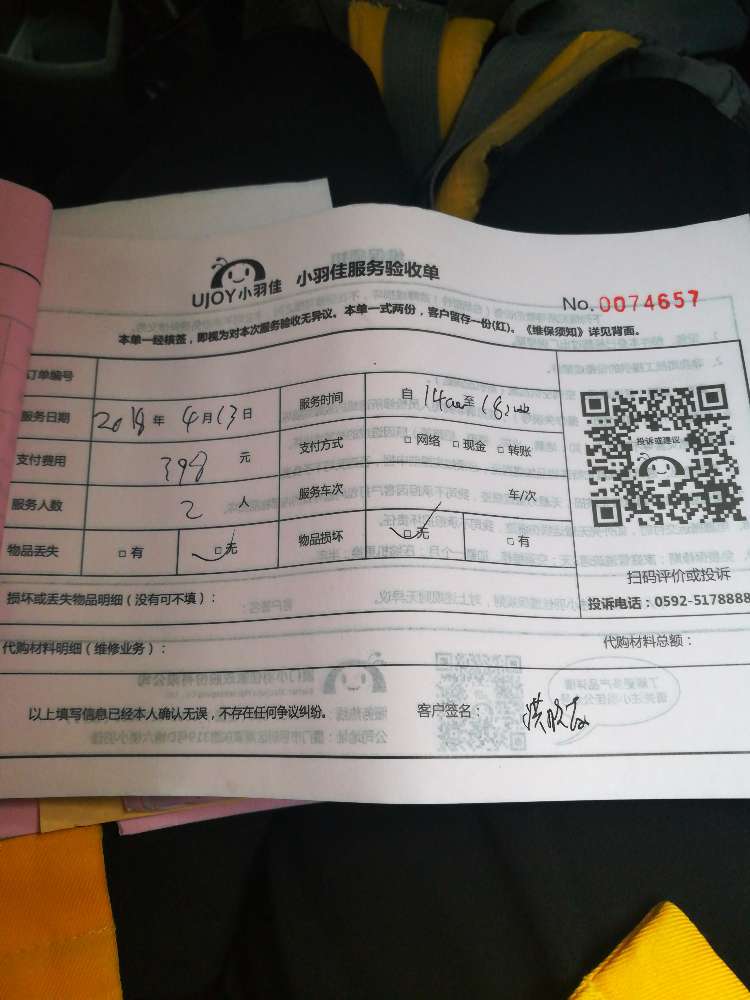 UJOY小羽佳 小羽佳服务验收单
No. 0074657
本单一经核签，即视为对本次服务验收无异议。本单一式两份，客户留存一份(红)。《维保须知》详见背面。
订单编号
服务日期 2018 年 4 月 13 日 服务时间 自 14:00 至 18:00
支付费用 398 元 支付方式 □ 网络 □ 现金 □ 转账
服务人数 2 人 服务车次 车/次
物品丢失 □ 有 □ 无 物品损坏 □ 无 □ 有
投诉或建议
扫码评价或投诉
损坏或丢失物品明细（没有可不填）： 投诉电话：0592-5178888
代购材料明细（维修业务）： 代购材料总额：
以上填写信息已经本人确认无误，不存在任何争议纠纷。 客户签名：